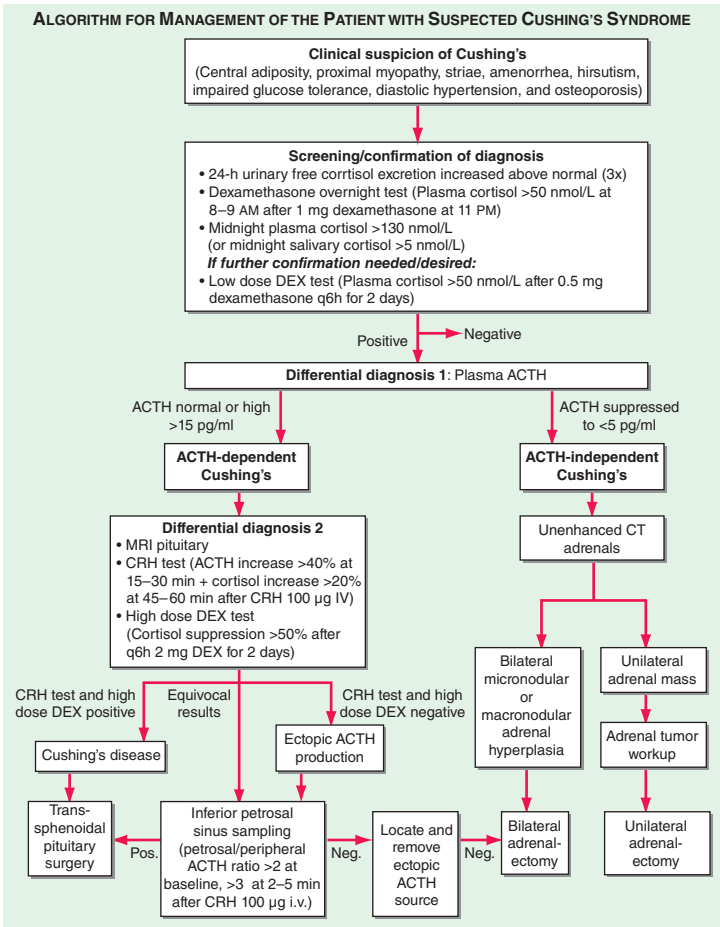 ALGORITHM FOR MANAGEMENT OF THE PATIENT WITH SUSPECTED CUSHING'S SYNDROME
Clinical suspicion of Cushing's
(Central adiposity, proximal myopathy, striae, amenorrhea, hirsutism,
impaired glucose tolerance, diastolic hypertension, and osteoporosis)
Screening/confirmation of diagnosis
• 24-h urinary free corrtisol excretion increased above normal (3x)
• Dexamethasone overnight test (Plasma cortisol >50 nmol/L at
8–9 AM after 1 mg dexamethasone at 11 PM)
• Midnight plasma cortisol >130 nmol/L
(or midnight salivary cortisol >5 nmol/L)
If further confirmation needed/desired:
• Low dose DEX test (Plasma cortisol >50 nmol/L after 0.5 mg
dexamethasone q6h for 2 days)
Positive
Negative
Differential diagnosis 1: Plasma ACTH
ACTH normal or high
>15 pg/ml
ACTH suppressed
to <5 pg/ml
ACTH-dependent
Cushing's
ACTH-independent
Cushing's
Differential diagnosis 2
• MRI pituitary
• CRH test (ACTH increase >40% at
15–30 min + cortisol increase >20%
at 45–60 min after CRH 100 µg IV)
• High dose DEX test
(Cortisol suppression >50% after
q6h 2 mg DEX for 2 days)
Unenhanced CT
adrenals
CRH test and high
dose DEX positive
Equivocal
results
CRH test and high
dose DEX negative
Bilateral
micronodular
or
macronodular
adrenal
hyperplasia
Unilateral
adrenal mass
Cushing's disease
Ectopic ACTH
production
Adrenal tumor
workup
Trans-
sphenoidal
pituitary
surgery
Pos.
Inferior petrosal
sinus sampling
(petrosal/peripheral
ACTH ratio >2 at
baseline, >3 at 2–5 min
after CRH 100 µg i.v.)
Neg.
Locate and
remove
ectopic
ACTH
source
Neg.
Bilateral
adrenal-
ectomy
Unilateral
adrenal-
ectomy